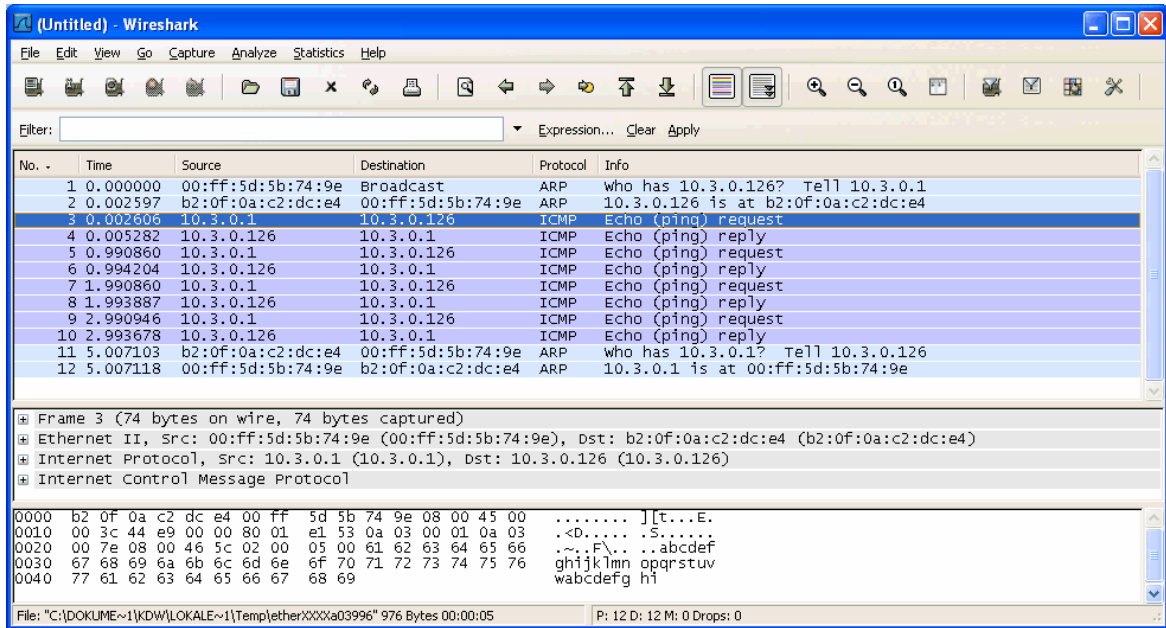 (Untitled) - Wireshark
File Edit View Go Capture Analyze Statistics Help
Filter: Expression... Clear Apply
No. Time Source Destination Protocol Info
1 0.000000 00:ff:5d:5b:74:9e Broadcast ARP who has 10.3.0.126? Tell 10.3.0.1
2 0.002597 b2:0f:0a:c2:dc:e4 00:ff:5d:5b:74:9e ARP 10.3.0.126 is at b2:0f:0a:c2:dc:e4
3 0.002606 10.3.0.1 10.3.0.126 ICMP Echo (ping) request
4 0.005282 10.3.0.126 10.3.0.1 ICMP Echo (ping) reply
5 0.990860 10.3.0.1 10.3.0.126 ICMP Echo (ping) request
6 0.994204 10.3.0.126 10.3.0.1 ICMP Echo (ping) reply
7 1.990860 10.3.0.1 10.3.0.126 ICMP Echo (ping) request
8 1.993887 10.3.0.126 10.3.0.1 ICMP Echo (ping) reply
9 2.990946 10.3.0.1 10.3.0.126 ICMP Echo (ping) request
10 2.993678 10.3.0.126 10.3.0.1 ICMP Echo (ping) reply
11 5.007103 b2:0f:0a:c2:dc:e4 00:ff:5d:5b:74:9e ARP who has 10.3.0.1? Tell 10.3.0.126
12 5.007118 00:ff:5d:5b:74:9e b2:0f:0a:c2:dc:e4 ARP 10.3.0.1 is at 00:ff:5d:5b:74:9e
Frame 3 (74 bytes on wire, 74 bytes captured)
Ethernet II, Src: 00:ff:5d:5b:74:9e (00:ff:5d:5b:74:9e), Dst: b2:0f:0a:c2:dc:e4 (b2:0f:0a:c2:dc:e4)
Internet Protocol, Src: 10.3.0.1 (10.3.0.1), Dst: 10.3.0.126 (10.3.0.126)
Internet Control Message Protocol
0000 b2 0f 0a c2 dc e4 00 ff 5d 5b 74 9e 08 00 45 00 ........ ][t...E.
0010 00 3c 44 e9 00 00 80 01 e1 53 0a 03 00 01 0a 03 .<D..... .S......
0020 00 7e 08 00 46 5c 02 00 05 00 61 62 63 64 65 66 .~..F\.. ..abcdef
0030 67 68 69 6a 6b 6c 6d 6e 6f 70 71 72 73 74 75 76 ghijklmn opqrstuv
0040 77 61 62 63 64 65 66 67 68 69 wabcdefg hi
File: "C:\DOKUME~1\KDW\LOKALE~1\Temp\etherXXXXa03996" 976 Bytes 00:00:05 P: 12 D: 12 M: 0 Drops: 0